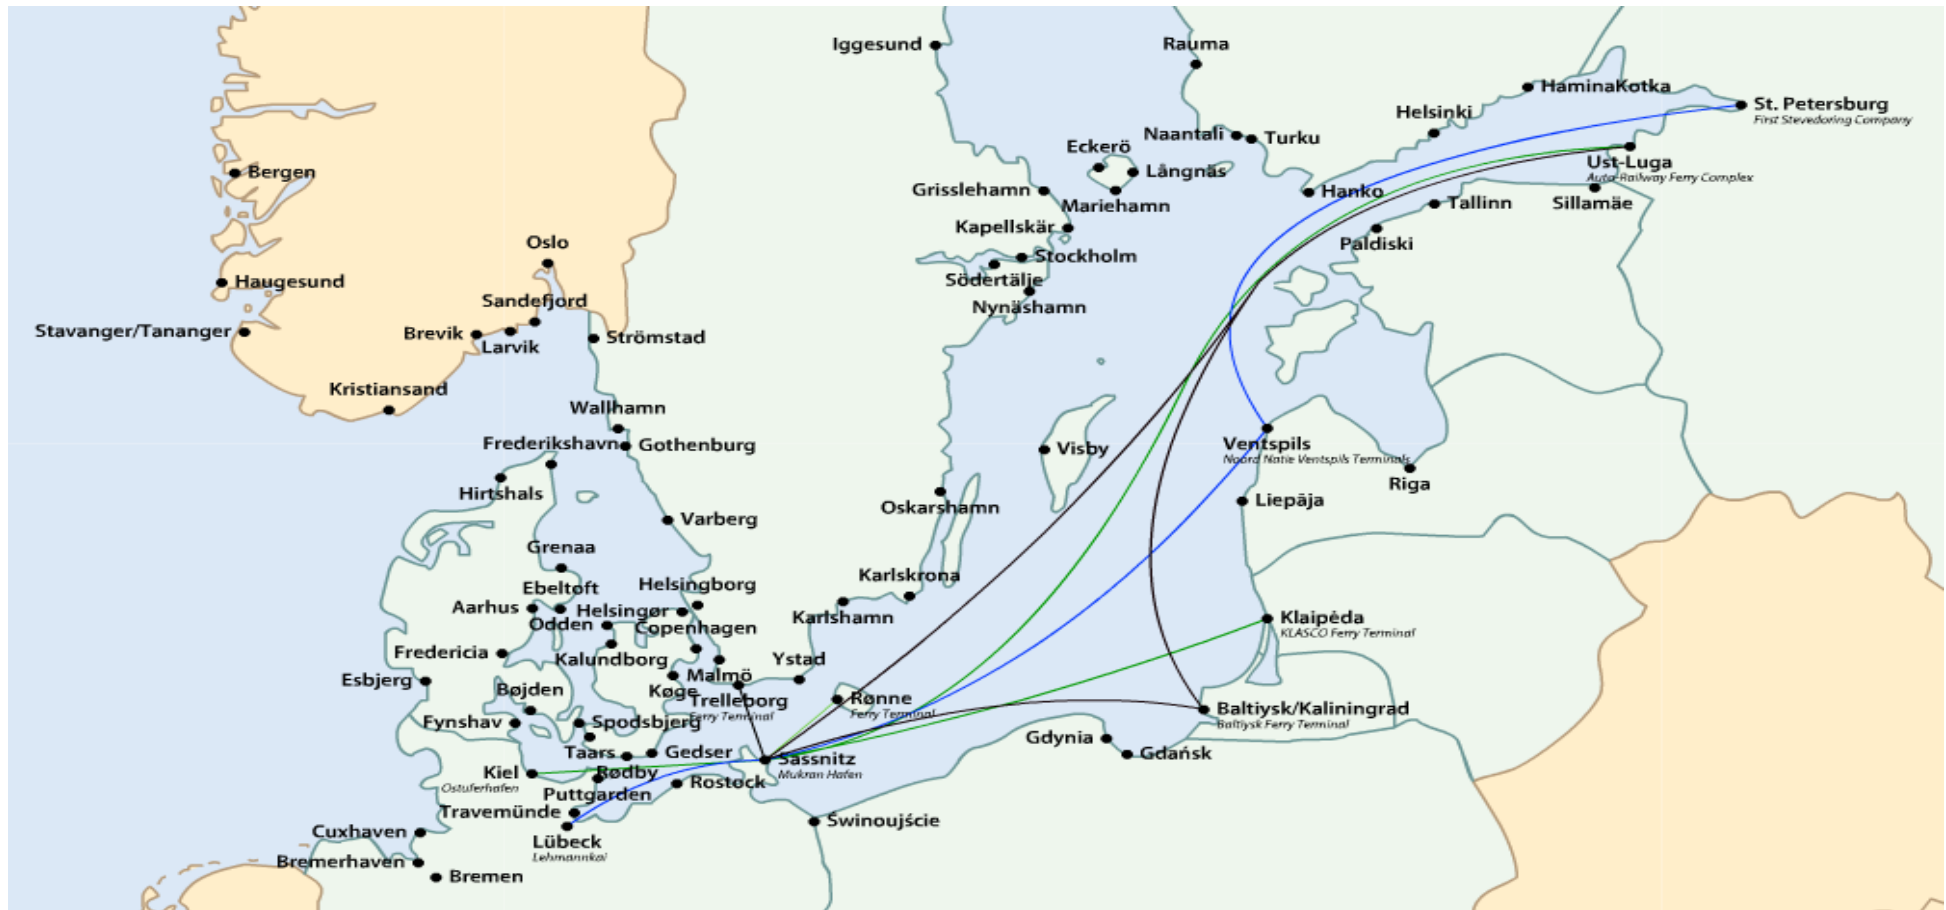 Iggesund
Rauma
HaminaKotka
St. Petersburg
First Stevedoring Company
Helsinki
Naantali
Turku
Eckerö
Långnäs
Ust-Luga
Auto-Railway Ferry Complex
Bergen
Grisslehamn
Mariehamn
Hanko
Tallinn
Sillamäe
Kapellskär
Paldiski
Oslo
Stockholm
Södertälje
Haugesund
Sandefjord
Nynäshamn
Stavanger/Tananger
Brevik
Larvik
Strömstad
Kristiansand
Wallhamn
Frederikshavn
Gothenburg
Ventspils
Noord Natie Ventspils Terminals
Visby
Riga
Hirtshals
Liepāja
Oskarshamn
Varberg
Grenaa
Ebeltoft
Helsingborg
Karlskrona
Aarhus
Helsingør
Karlshamn
Klaipėda
KLASCO Ferry Terminal
Odden
Copenhagen
Fredericia
Kalundborg
Ystad
Esbjerg
Malmö
Køge
Bøjden
Trelleborg
Ferry Terminal
Rønne
Ferry Terminal
Baltiysk/Kaliningrad
Baltiysk Ferry Terminal
Fynshav
Spodsbjerg
Gdynia
Taars
Gedser
Gdańsk
Sassnitz
Mukran Hafen
Kiel
Ostuferhafen
Rødby
Rostock
Puttgarden
Travemünde
Świnoujście
Cuxhaven
Lübeck
Lehmannkai
Bremerhaven
Bremen